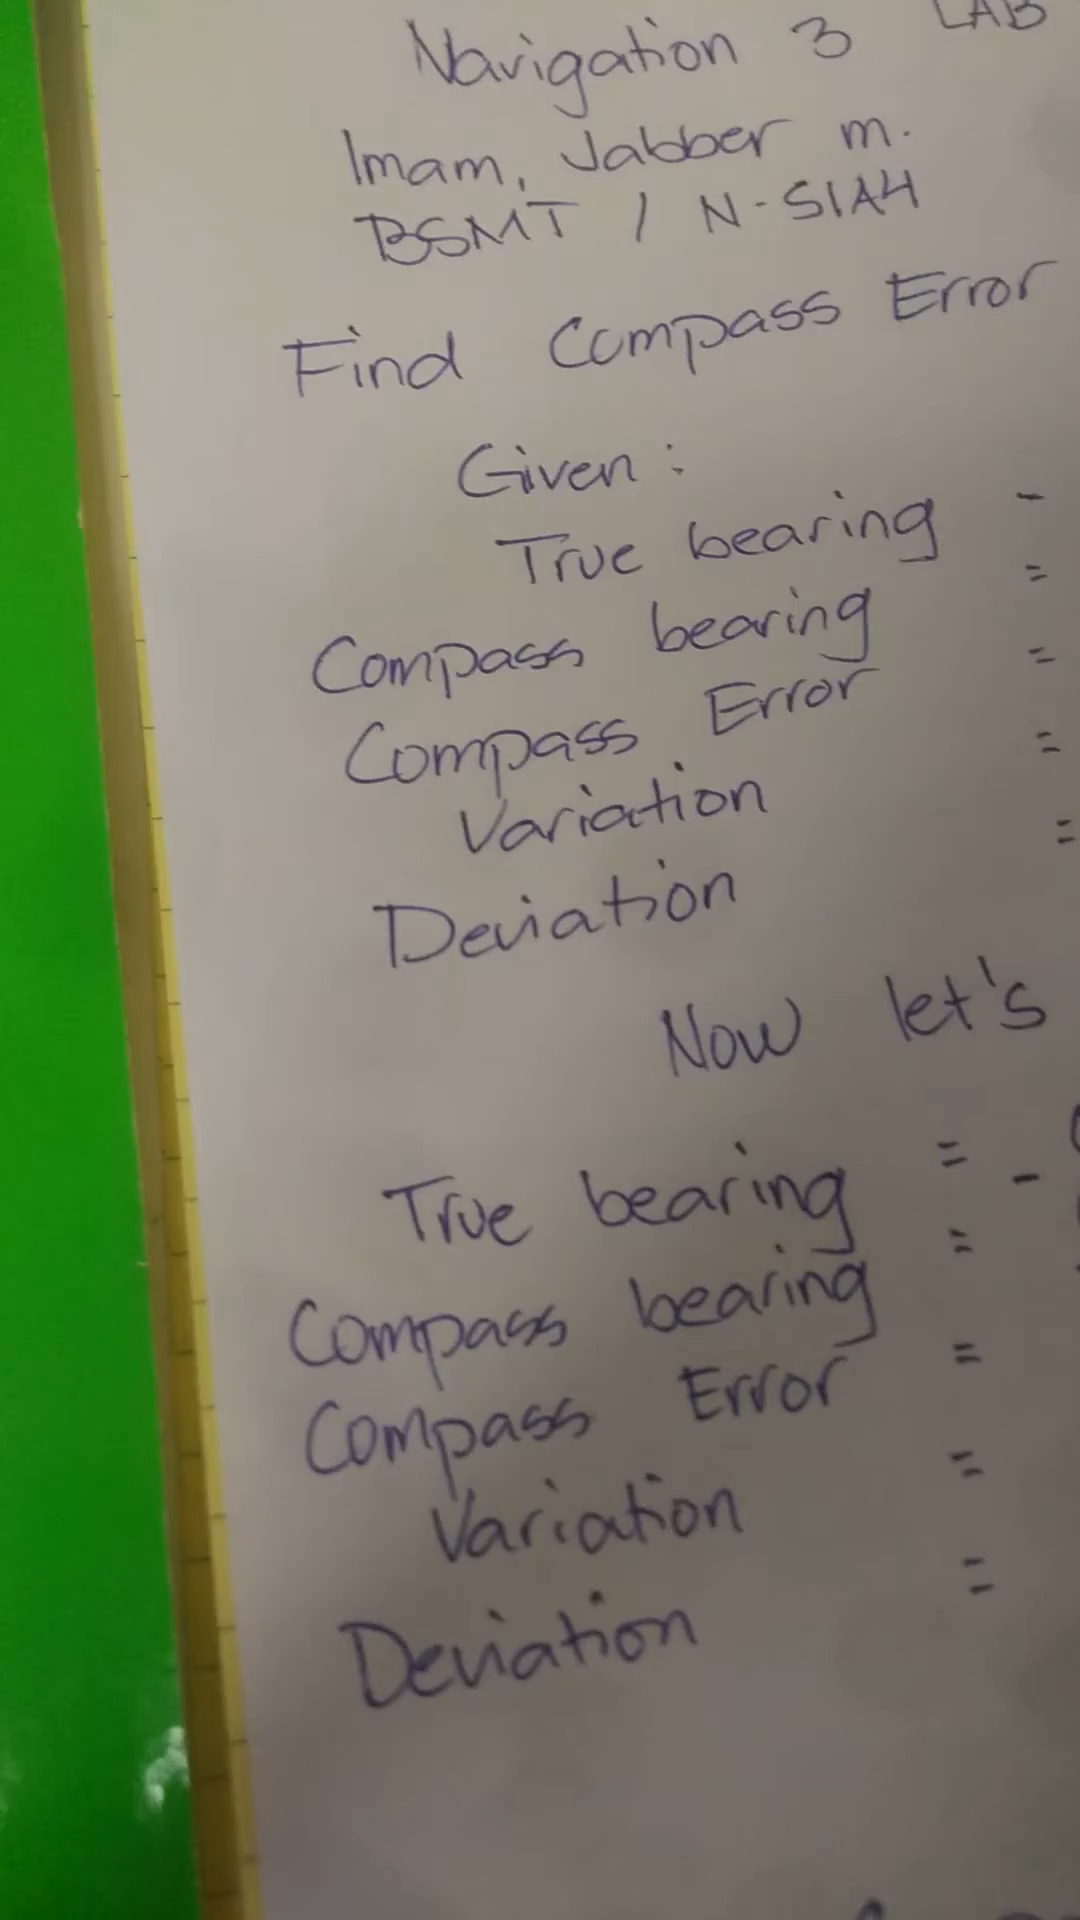 Navigation 3 LAB
Imam, Jabber m.
BSMT / N-S1A4
Find Compass Error
Given :
True bearing -
Compass bearing =
Compass Error =
Variation =
Deviation =
Now let's
True bearing =
Compass bearing = -
Compass Error =
Variation =
Deviation =